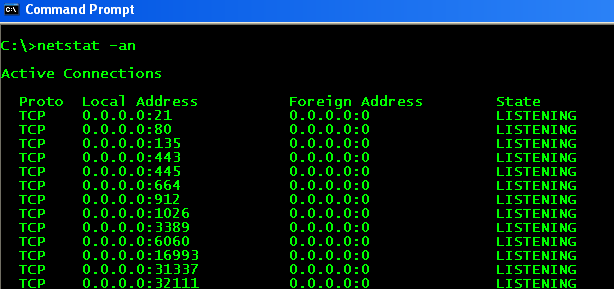 C:\ Command Prompt
C:\>netstat -an
Active Connections
Proto Local Address Foreign Address State
TCP 0.0.0.0:21 0.0.0.0:0 LISTENING
TCP 0.0.0.0:80 0.0.0.0:0 LISTENING
TCP 0.0.0.0:135 0.0.0.0:0 LISTENING
TCP 0.0.0.0:443 0.0.0.0:0 LISTENING
TCP 0.0.0.0:445 0.0.0.0:0 LISTENING
TCP 0.0.0.0:664 0.0.0.0:0 LISTENING
TCP 0.0.0.0:912 0.0.0.0:0 LISTENING
TCP 0.0.0.0:1026 0.0.0.0:0 LISTENING
TCP 0.0.0.0:3389 0.0.0.0:0 LISTENING
TCP 0.0.0.0:6060 0.0.0.0:0 LISTENING
TCP 0.0.0.0:16993 0.0.0.0:0 LISTENING
TCP 0.0.0.0:31337 0.0.0.0:0 LISTENING
TCP 0.0.0.0:32111 0.0.0.0:0 LISTENING